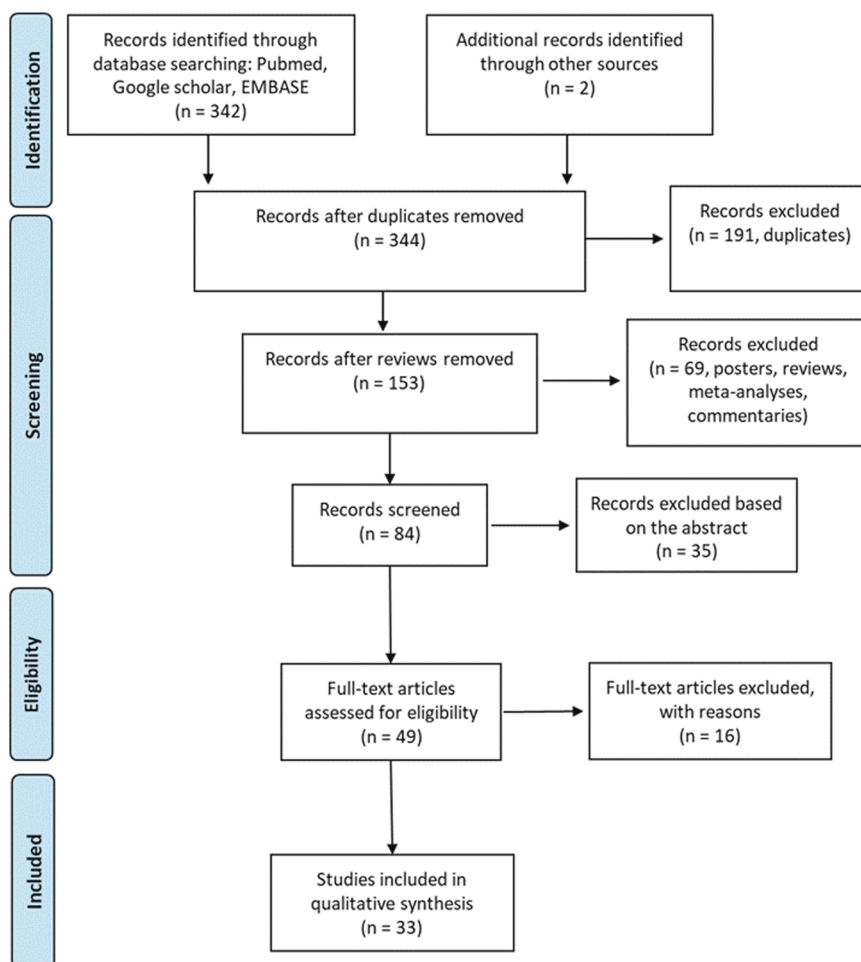 Identification
Records identified through
database searching: Pubmed,
Google scholar, EMBASE
(n = 342)
Additional records identified
through other sources
(n = 2)
Screening
Records after duplicates removed
(n = 344)
Records excluded
(n = 191, duplicates)
Records after reviews removed
(n = 153)
Records excluded
(n = 69, posters, reviews,
meta-analyses,
commentaries)
Records screened
(n = 84)
Records excluded based
on the abstract
(n = 35)
Eligibility
Full-text articles
assessed for eligibility
(n = 49)
Full-text articles excluded,
with reasons
(n = 16)
Included
Studies included in
qualitative synthesis
(n = 33)